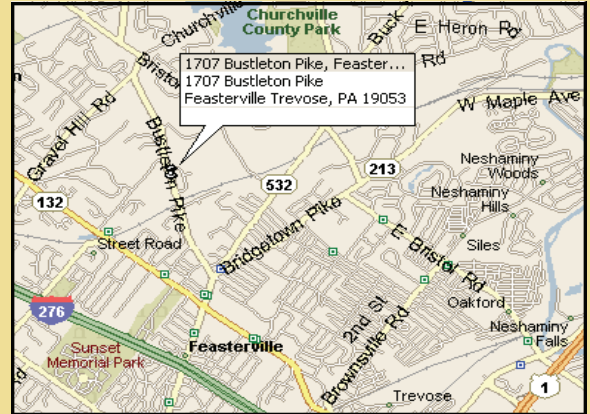 Churchville
County Park
Churchville
Buck
E Heron Rd
Bristo
Rd
1707 Bustleton Pike, Feaster...
1707 Bustleton Pike
Feasterville Trevose, PA 19053
W Maple Ave
Gravel Hill Rd
Bustleton Pike
Neshaminy
Woods
213
532
Neshaminy
Hills
132
Bridgetown Pike
Street Road
E Bristol Rd
Siles
276
2nd St
Oakford
Brownsville Rd
Neshaminy
Falls
Sunset
Memorial Park
Feasterville
1
Trevose